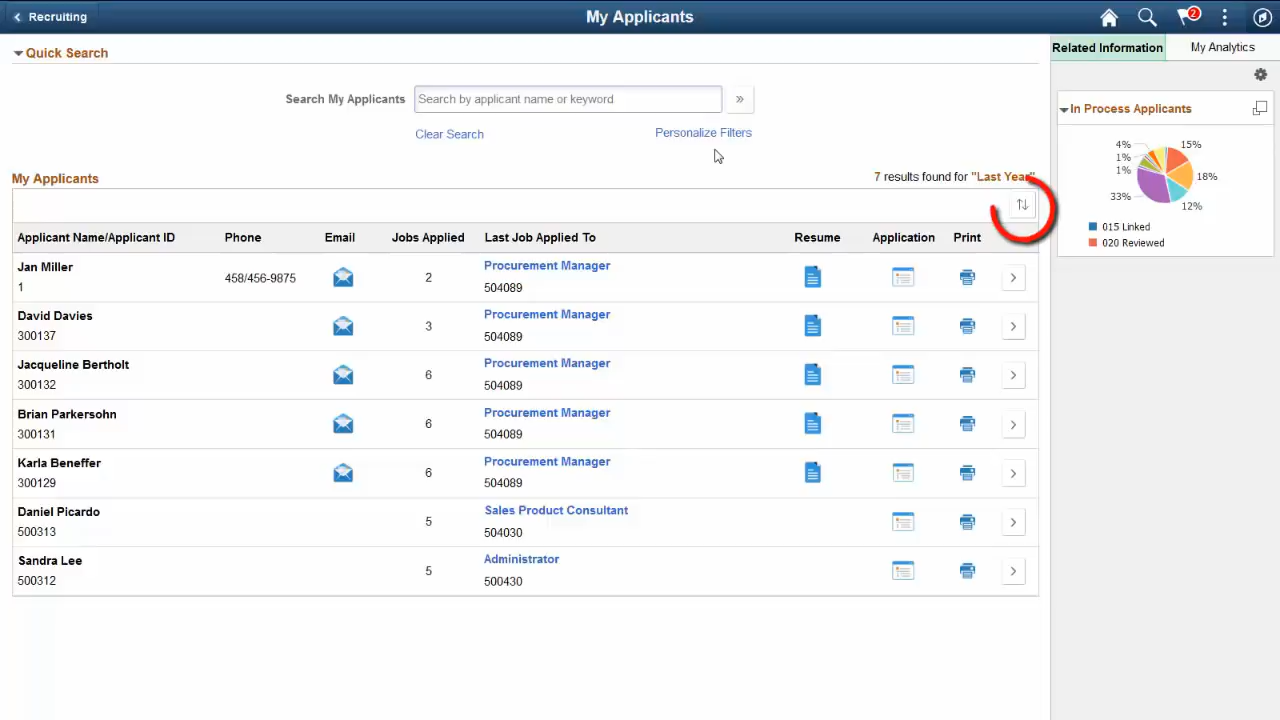 Recruiting
My Applicants
2
Quick Search
Search My Applicants
Search by applicant name or keyword
»
Clear Search
Personalize Filters
My Applicants
7 results found for "Last Year"
Applicant Name/Applicant ID Phone Email Jobs Applied Last Job Applied To Resume Application Print
Jan Miller
1
458/456-9875
2
Procurement Manager
504089
David Davies
300137
3
Procurement Manager
504089
Jacqueline Bertholt
300132
6
Procurement Manager
504089
Brian Parkersohn
300131
6
Procurement Manager
504089
Karla Beneffer
300129
6
Procurement Manager
504089
Daniel Picardo
500313
5
Sales Product Consultant
504030
Sandra Lee
500312
5
Administrator
500430
Related Information
My Analytics
In Process Applicants
4%
1%
1%
33%
15%
18%
12%
015 Linked
020 Reviewed